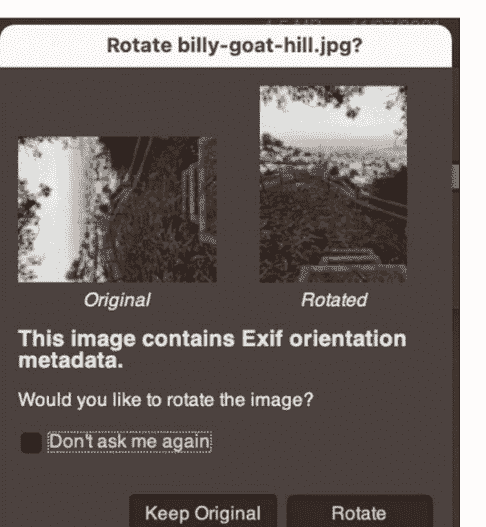 Rotate billy-goat-hill.jpg?
Original
Rotated
This image contains Exif orientation
metadata.
Would you like to rotate the image?
Don't ask me again
Keep Original
Rotate